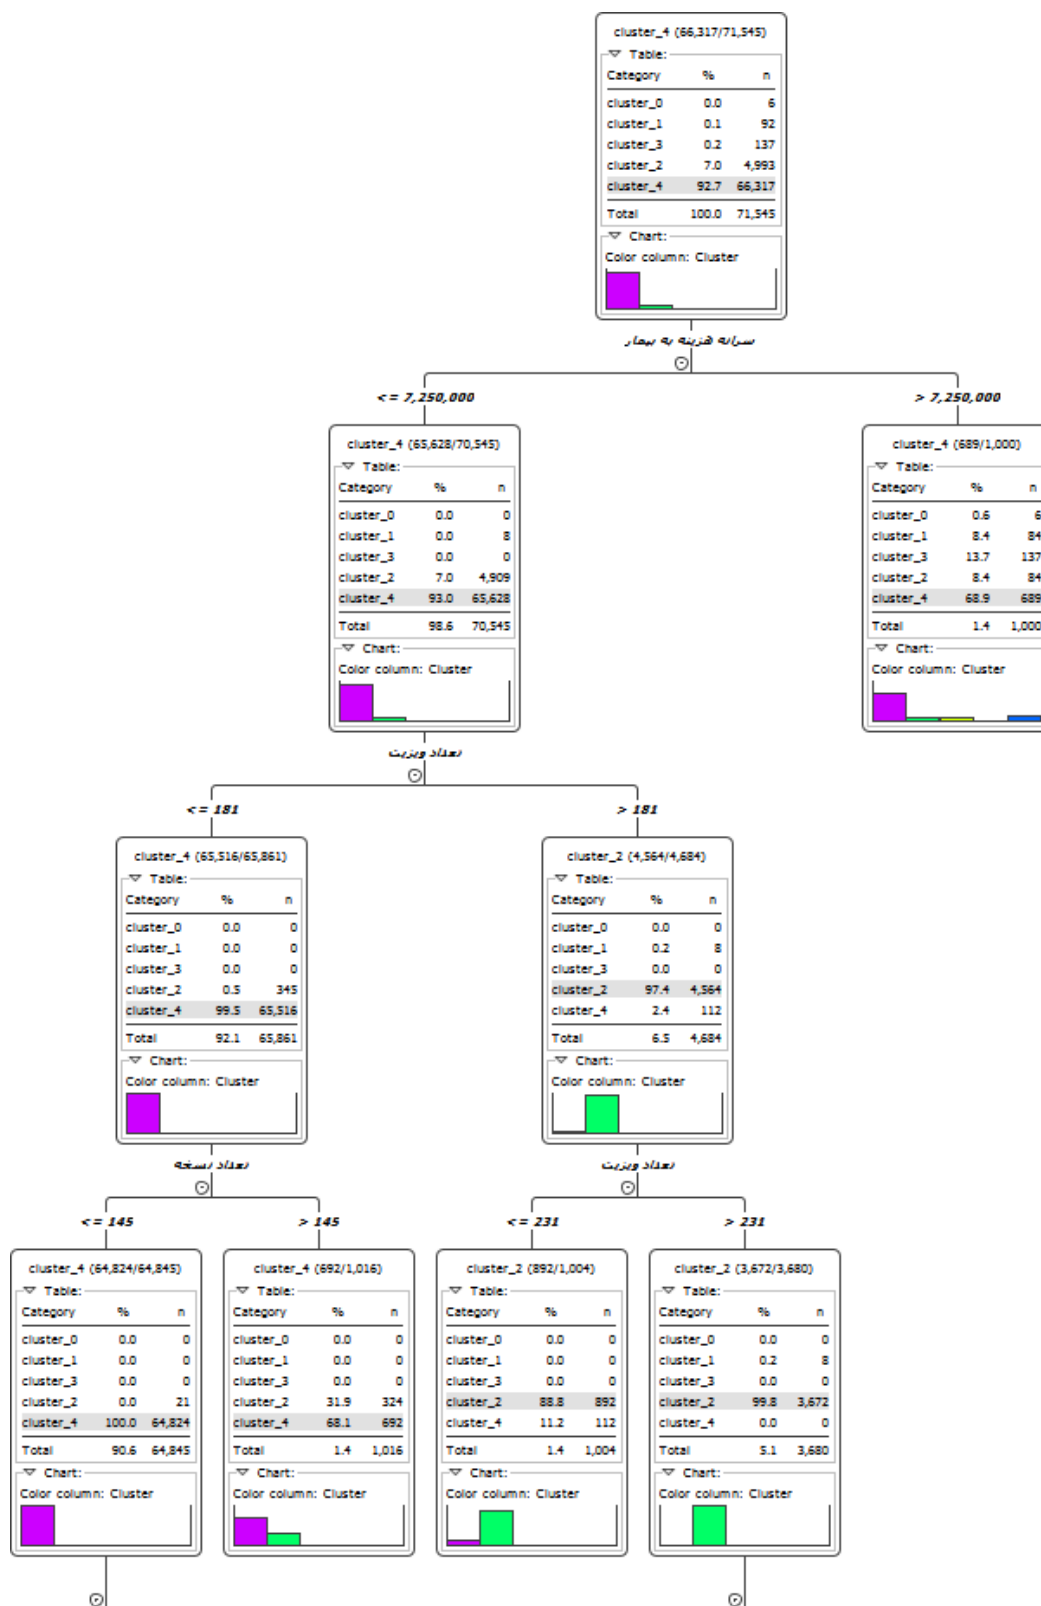 cluster_4 (66,317/71,545)
Table:
Category % n
cluster_0 0.0 6
cluster_1 0.1 92
cluster_3 0.2 137
cluster_2 7.0 4,993
cluster_4 92.7 66,317
Total 100.0 71,545
Chart:
Color column: Cluster
سرانه هزینه به بیمار
<= 7,250,000
cluster_4 (65,628/70,545)
Table:
Category % n
cluster_0 0.0 0
cluster_1 0.0 8
cluster_3 0.0 0
cluster_2 7.0 4,909
cluster_4 93.0 65,628
Total 98.6 70,545
Chart:
Color column: Cluster
> 7,250,000
cluster_4 (689/1,000)
Table:
Category % n
cluster_0 0.6 6
cluster_1 8.4 84
cluster_3 13.7 137
cluster_2 8.4 84
cluster_4 68.9 689
Total 1.4 1,000
Chart:
Color column: Cluster
تعداد ویزیت
<= 181
cluster_4 (65,516/65,861)
Table:
Category % n
cluster_0 0.0 0
cluster_1 0.0 0
cluster_3 0.0 0
cluster_2 0.5 345
cluster_4 99.5 65,516
Total 92.1 65,861
Chart:
Color column: Cluster
> 181
cluster_2 (4,564/4,684)
Table:
Category % n
cluster_0 0.0 0
cluster_1 0.2 8
cluster_3 0.0 0
cluster_2 97.4 4,564
cluster_4 2.4 112
Total 6.5 4,684
Chart:
Color column: Cluster
تعداد نسخه
<= 145
cluster_4 (64,824/64,845)
Table:
Category % n
cluster_0 0.0 0
cluster_1 0.0 0
cluster_3 0.0 0
cluster_2 0.0 21
cluster_4 100.0 64,824
Total 90.6 64,845
Chart:
Color column: Cluster
> 145
cluster_4 (692/1,016)
Table:
Category % n
cluster_0 0.0 0
cluster_1 0.0 0
cluster_3 0.0 0
cluster_2 31.9 324
cluster_4 68.1 692
Total 1.4 1,016
Chart:
Color column: Cluster
تعداد ویزیت
<= 231
cluster_2 (892/1,004)
Table:
Category % n
cluster_0 0.0 0
cluster_1 0.0 0
cluster_3 0.0 0
cluster_2 88.8 892
cluster_4 11.2 112
Total 1.4 1,004
Chart:
Color column: Cluster
> 231
cluster_2 (3,672/3,680)
Table:
Category % n
cluster_0 0.0 0
cluster_1 0.2 8
cluster_3 0.0 0
cluster_2 99.8 3,672
cluster_4 0.0 0
Total 5.1 3,680
Chart:
Color column: Cluster